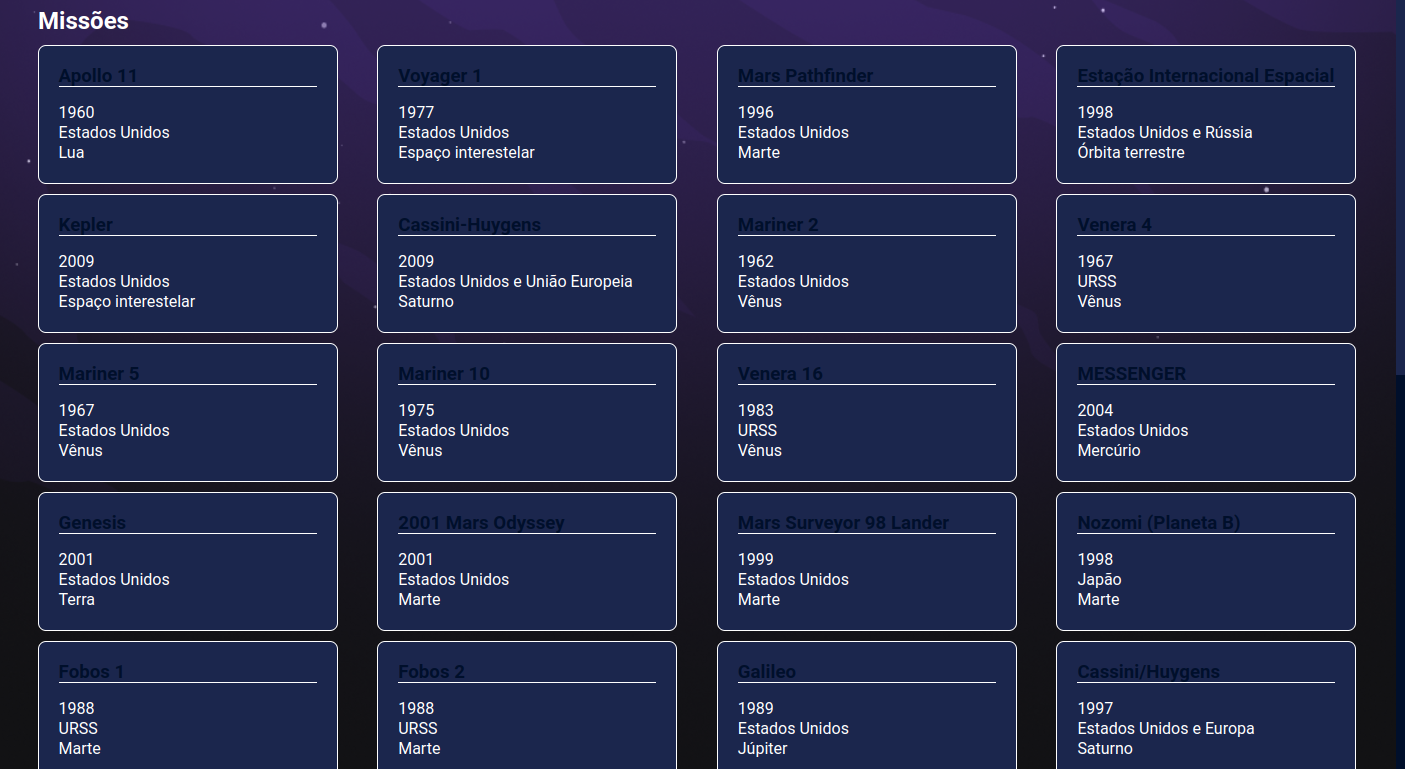 Missões
Apollo 11
1960
Estados Unidos
Lua
Voyager 1
1977
Estados Unidos
Espaço interestelar
Mars Pathfinder
1996
Estados Unidos
Marte
Estação Internacional Espacial
1998
Estados Unidos e Rússia
Órbita terrestre
Kepler
2009
Estados Unidos
Espaço interestelar
Cassini-Huygens
2009
Estados Unidos e União Europeia
Saturno
Mariner 2
1962
Estados Unidos
Vênus
Venera 4
1967
URSS
Vênus
Mariner 5
1967
Estados Unidos
Vênus
Mariner 10
1975
Estados Unidos
Vênus
Venera 16
1983
URSS
Vênus
MESSENGER
2004
Estados Unidos
Mercúrio
Genesis
2001
Estados Unidos
Terra
2001 Mars Odyssey
2001
Estados Unidos
Marte
Mars Surveyor 98 Lander
1999
Estados Unidos
Marte
Nozomi (Planeta B)
1998
Japão
Marte
Fobos 1
1988
URSS
Marte
Fobos 2
1988
URSS
Marte
Galileo
1989
Estados Unidos
Júpiter
Cassini/Huygens
1997
Estados Unidos e Europa
Saturno